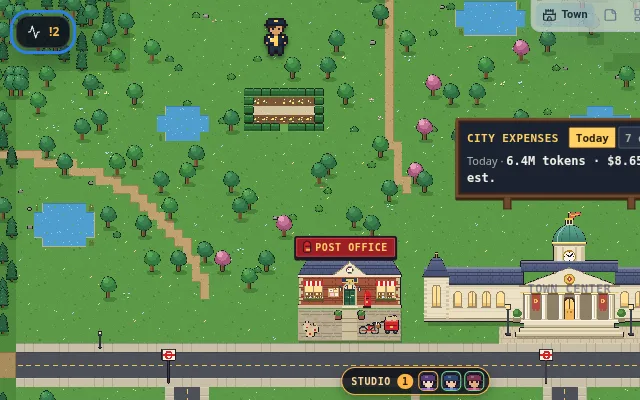 !2
Town
CITY EXPENSES Today 7
Today · 6.4M tokens · $8.65
est.
POST OFFICE
TOWN CENTER
STUDIO 1